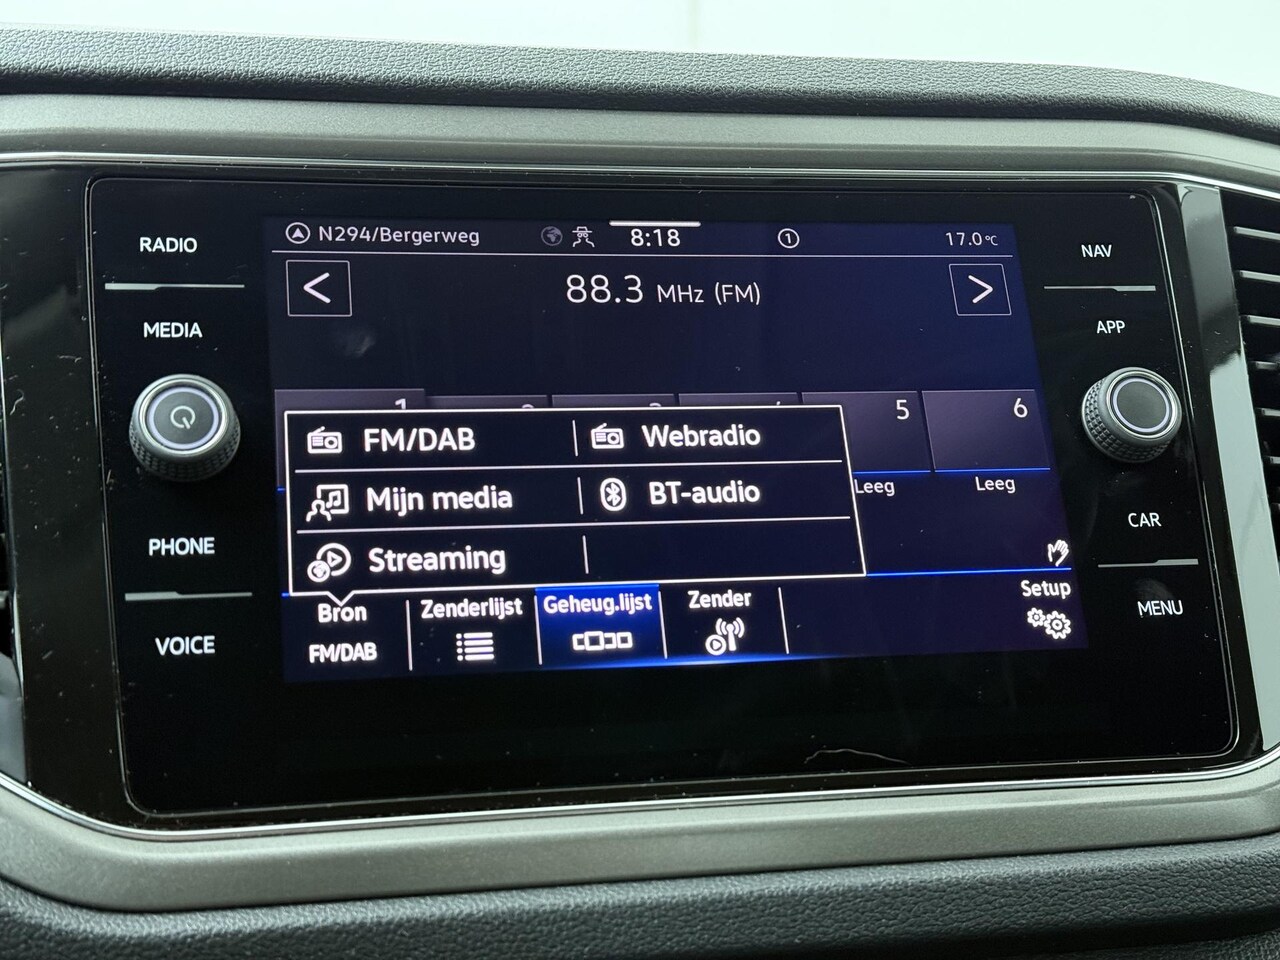 RADIO
MEDIA
PHONE
VOICE
N294/Bergerweg
8:18
1
17.0°C
<
88.3 MHz (FM)
>
1
5
6
FM/DAB
Webradio
Mijn media
BT-audio
Streaming
Leeg
Leeg
Bron
FM/DAB
Zenderlijst
Geheug.lijst
Zender
Setup
NAV
APP
CAR
MENU